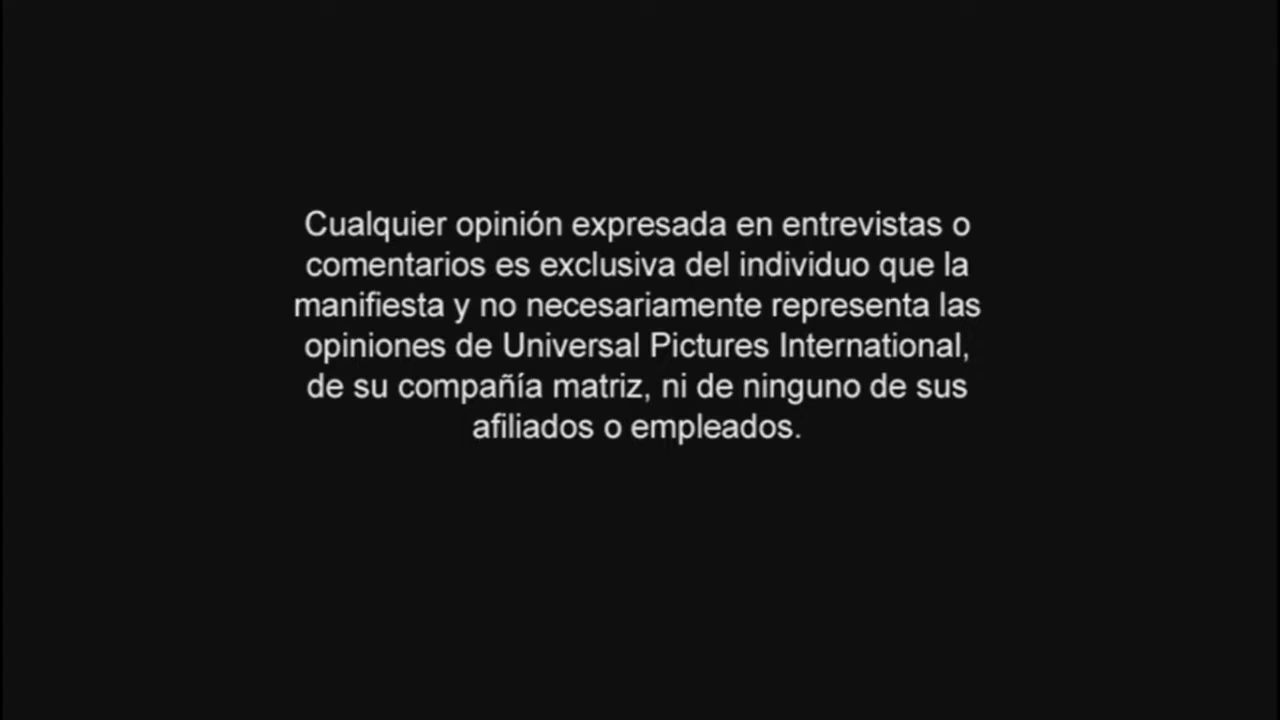 Cualquier opinión expresada en entrevistas o
comentarios es exclusiva del individuo que la
manifiesta y no necesariamente representa las
opiniones de Universal Pictures International,
de su compañía matriz, ni de ninguno de sus
afiliados o empleados.